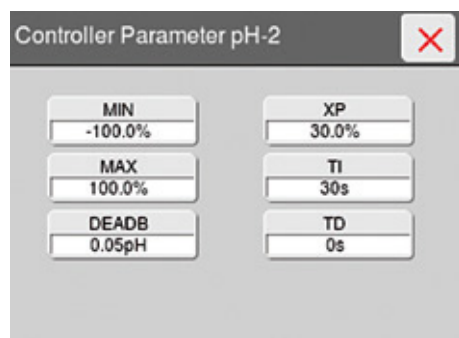 Controller Parameter pH-2
MIN
-100.0%
MAX
100.0%
DEADB
0.05pH
XP
30.0%
TI
30s
TD
0s